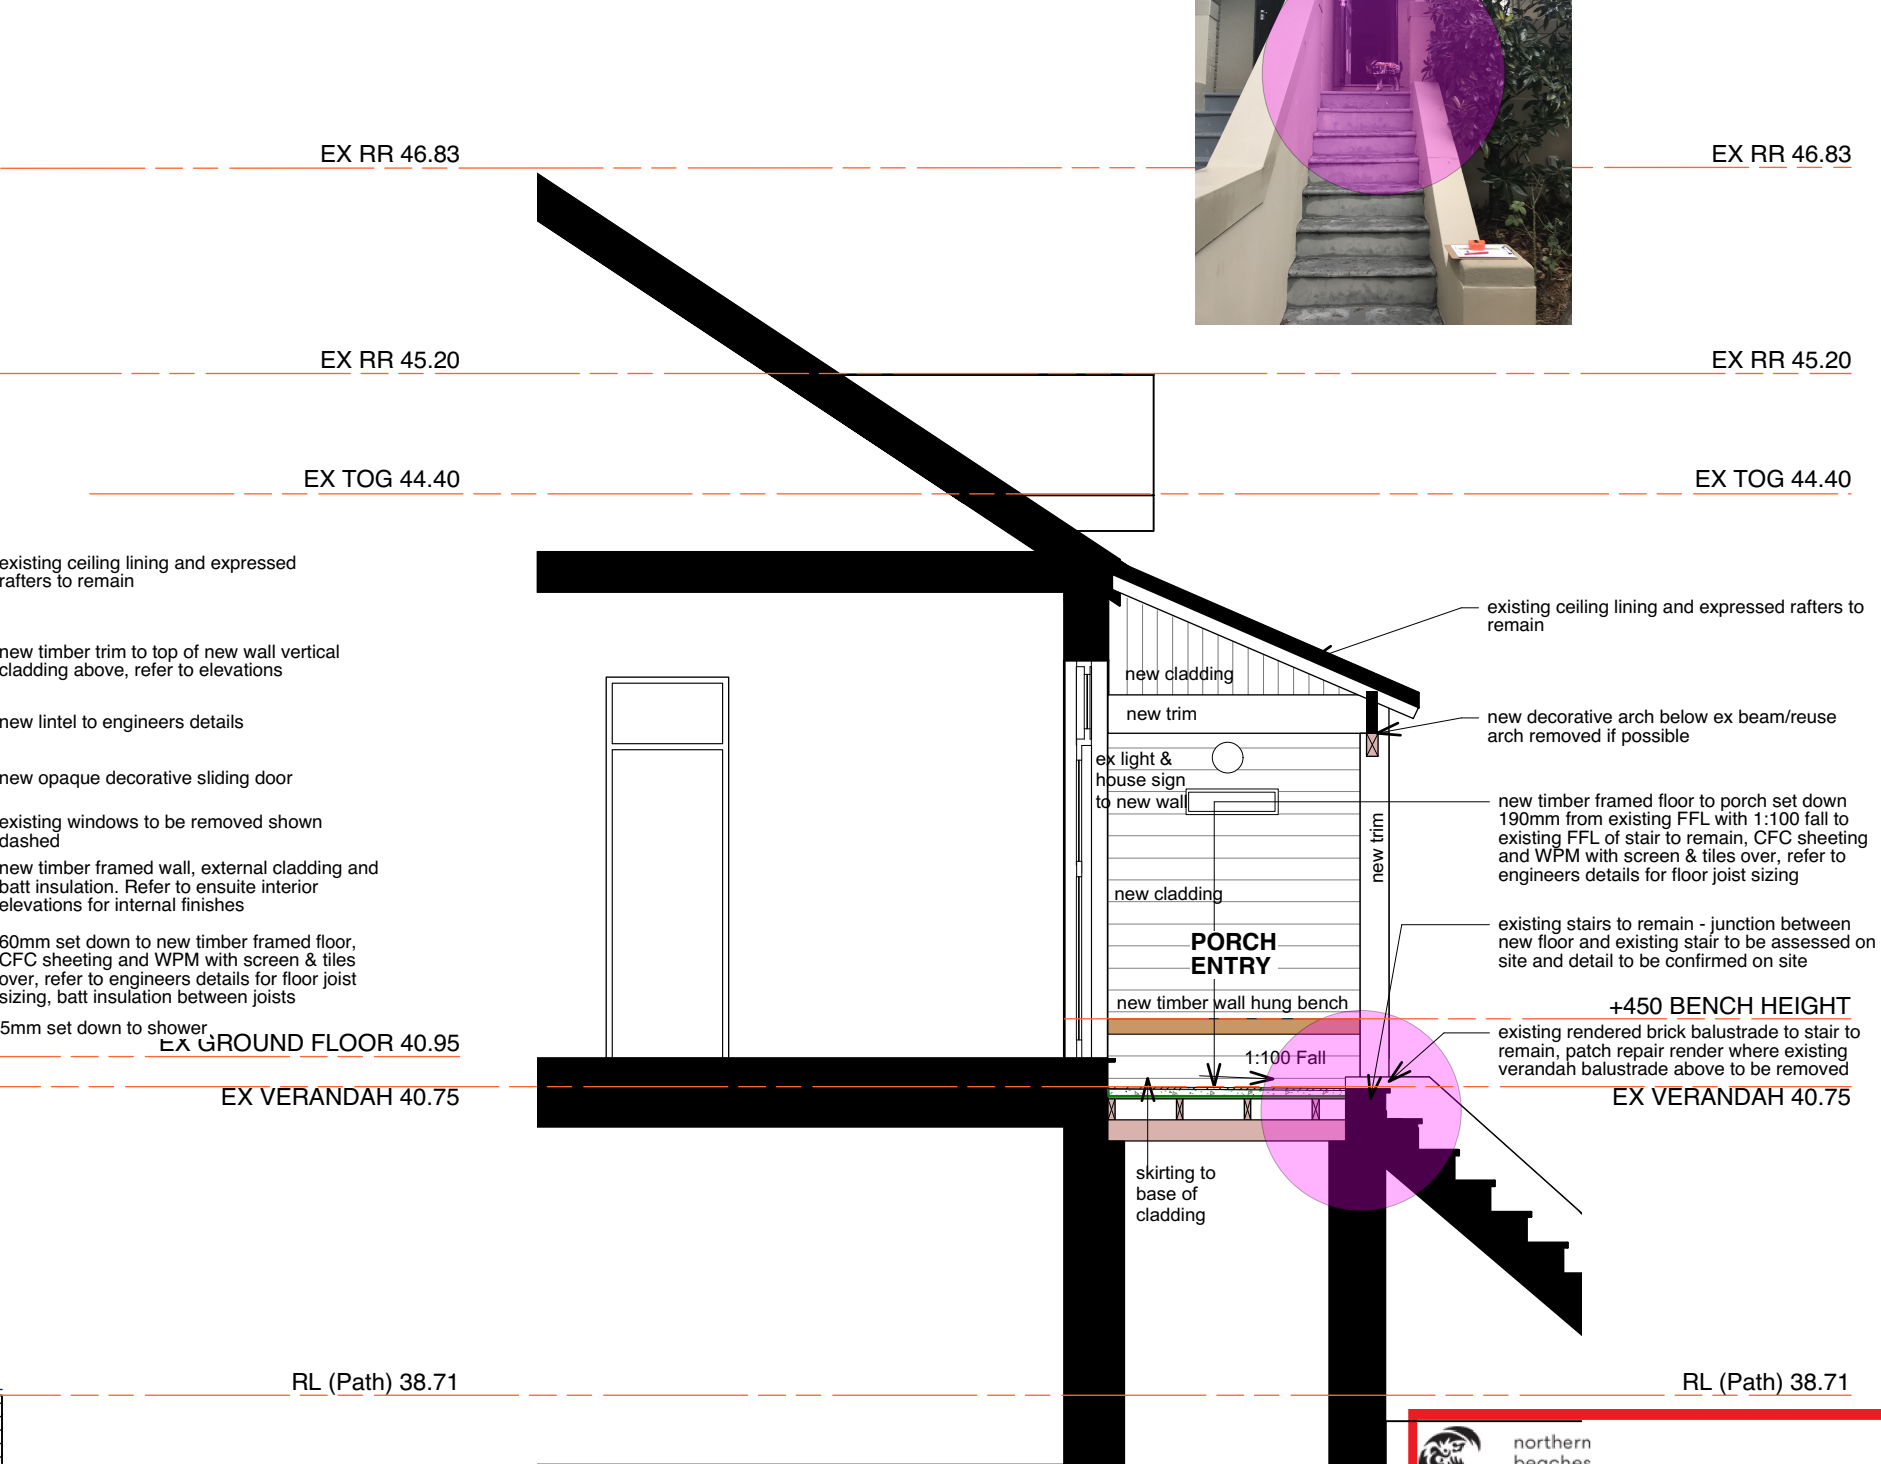 EX RR 46.83
EX RR 46.83
EX RR 45.20
EX RR 45.20
EX TOG 44.40
EX TOG 44.40
existing ceiling lining and expressed
rafters to remain
new timber trim to top of new wall vertical
cladding above, refer to elevations
new lintel to engineers details
new opaque decorative sliding door
existing windows to be removed shown
dashed
new timber framed wall, external cladding and
batt insulation. Refer to ensuite interior
elevations for internal finishes
60mm set down to new timber framed floor,
CFC sheeting and WPM with screen & tiles
over, refer to engineers details for floor joist
sizing, batt insulation between joists
5mm set down to shower
EX GROUND FLOOR 40.95
EX VERANDAH 40.75
RL (Path) 38.71
new cladding
new trim
ex light &
house sign
to new wall
new cladding
new trim
PORCH
ENTRY
new timber wall hung bench
1:100 Fall
skirting to
base of
cladding
existing ceiling lining and expressed rafters to
remain
new decorative arch below ex beam/reuse
arch removed if possible
new timber framed floor to porch set down
190mm from existing FFL with 1:100 fall to
existing FFL of stair to remain, CFC sheeting
and WPM with screen & tiles over, refer to
engineers details for floor joist sizing
existing stairs to remain - junction between
new floor and existing stair to be assessed on
site and detail to be confirmed on site
+450 BENCH HEIGHT
existing rendered brick balustrade to stair to
remain, patch repair render where existing
verandah balustrade above to be removed
EX VERANDAH 40.75
RL (Path) 38.71
northern
beaches